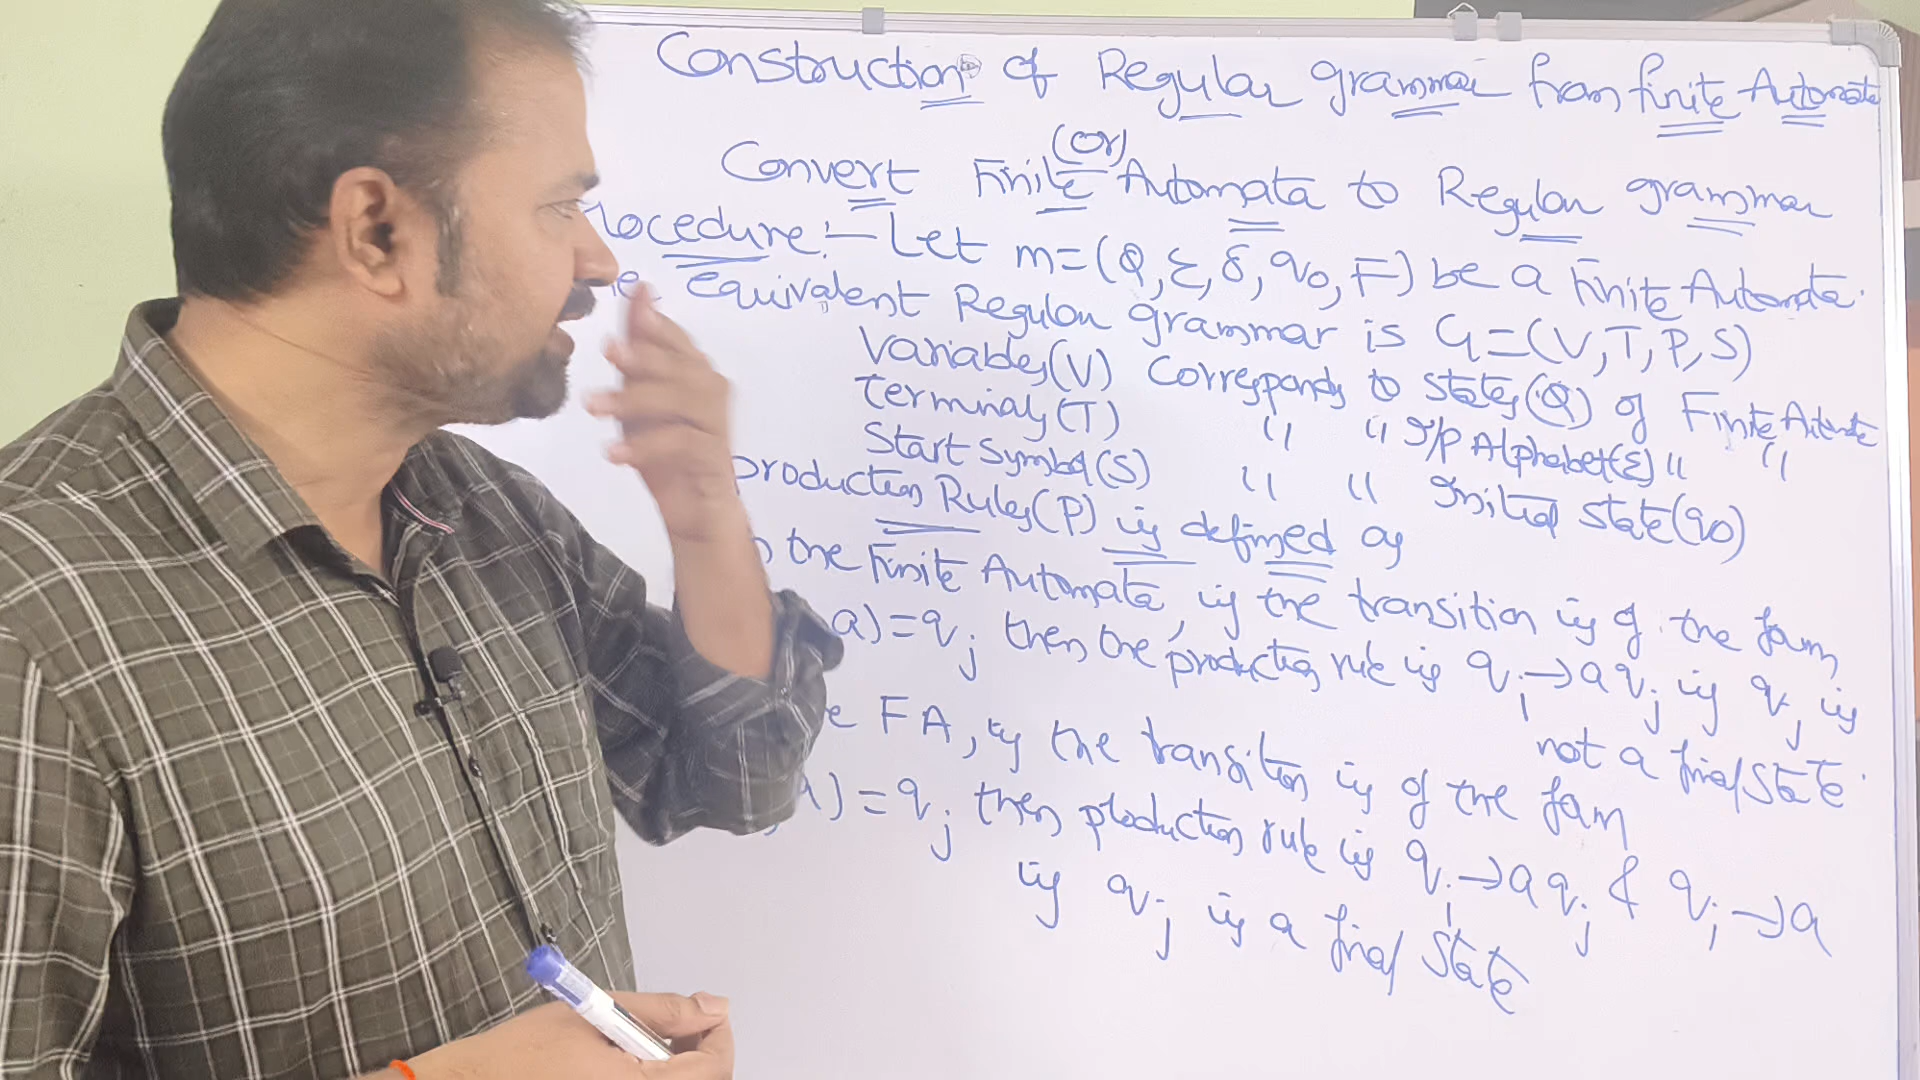 Construction of Regular grammar from finite Automata
(or)
Convert Finite Automata to Regular grammar
rocedure:- Let m=(Q,Σ,δ,q0,F) be a Finite Automata.
e equivalent Regular grammar is G=(V,T,P,S)
Variables(V) Corresponds to States(Q) of Finite Automata
Terminals(T) " " I/P Alphabet(Σ) " "
Start Symbol(S) " " Initial State(q0)
production Rules(P) is defined as
the Finite Automata, if the transition is of the form
a)=qj then the production rule is qi→aqj if qj is
not a final State.
e FA, if the transition is of the form
a)=qj then production rule is qi→aqj & qi→a
if qj is a final State